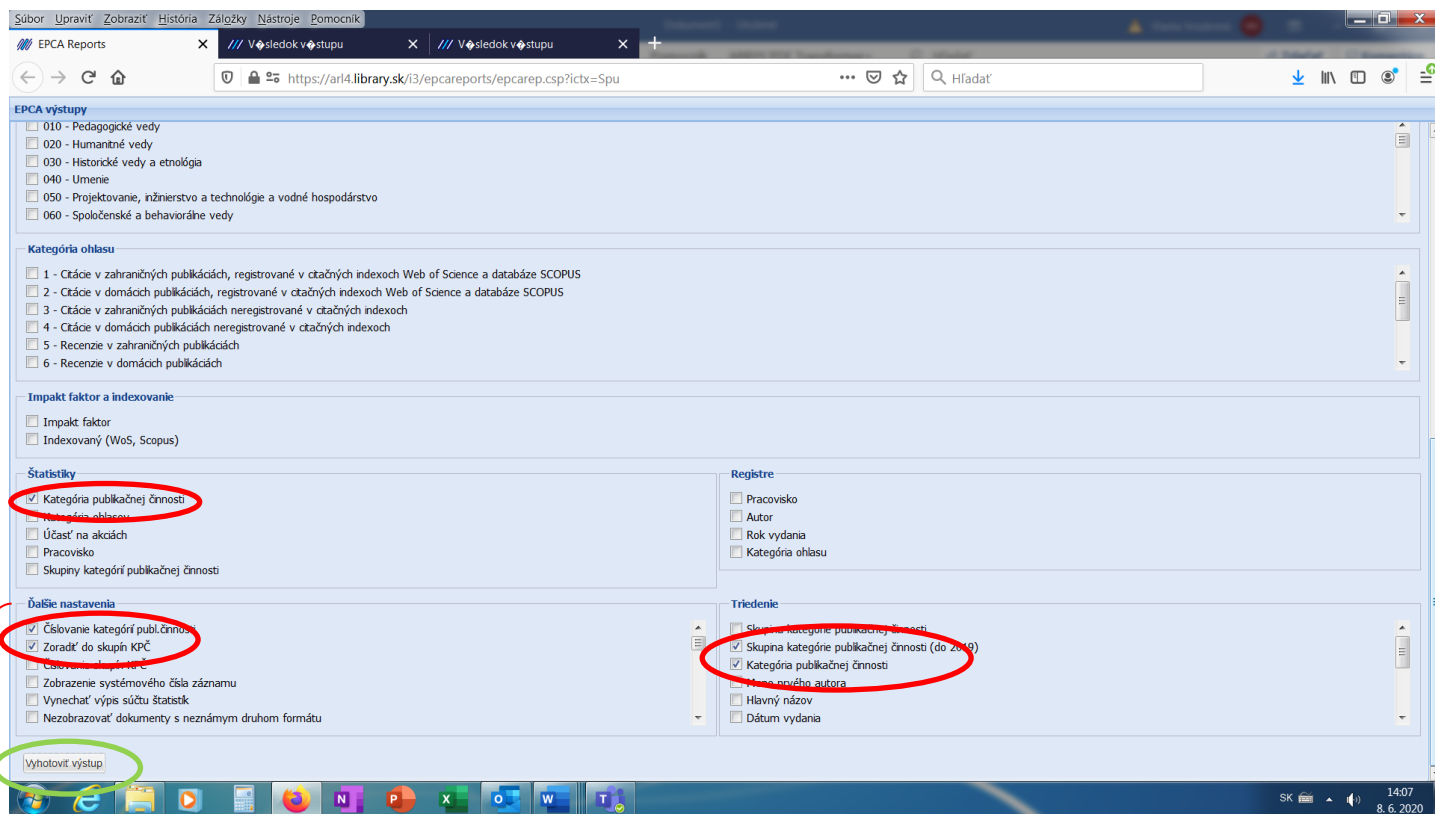 Súbor Upraviť Zobraziť História Záložky Nástroje Pomocník
EPCA Reports
V�sledok v�stupu
V�sledok v�stupu
https://arl4.library.sk/i3/epcareports/epcarep.csp?ictx=Spu
Hľadať
EPCA výstupy
010 - Pedagogické vedy
020 - Humanitné vedy
030 - Historické vedy a etnológia
040 - Umenie
050 - Projektovanie, inžinierstvo a technológie a vodné hospodárstvo
060 - Spoločenské a behaviorálne vedy
Kategória ohlasu
1 - Citácie v zahraničných publikáciách, registrované v citačných indexoch Web of Science a databáze SCOPUS
2 - Citácie v domácich publikáciách, registrované v citačných indexoch Web of Science a databáze SCOPUS
3 - Citácie v zahraničných publikáciách neregistrované v citačných indexoch
4 - Citácie v domácich publikáciách neregistrované v citačných indexoch
5 - Recenzie v zahraničných publikáciách
6 - Recenzie v domácich publikáciách
Impakt faktor a indexovanie
Impakt faktor
Indexovaný (WoS, Scopus)
Štatistiky
Kategória publikačnej činnosti
Kategória ohlasov
Účasť na akciách
Pracovisko
Skupiny kategórií publikačnej činnosti
Registre
Pracovisko
Autor
Rok vydania
Kategória ohlasu
Ďalšie nastavenia
Číslovanie kategórií publ.činnosti
Zoradiť do skupín KPČ
Číslovanie skupín KPČ
Zobrazenie systémového čísla záznamu
Vynechať výpis súčtu štatistík
Nezobrazovať dokumenty s neznámym druhom formátu
Triedenie
Skupina kategórie publikačnej činnosti
Skupina kategórie publikačnej činnosti (do 2019)
Kategória publikačnej činnosti
Meno prvého autora
Hlavný názov
Dátum vydania
Vyhotoviť výstup
SK
14:07
8. 6. 2020